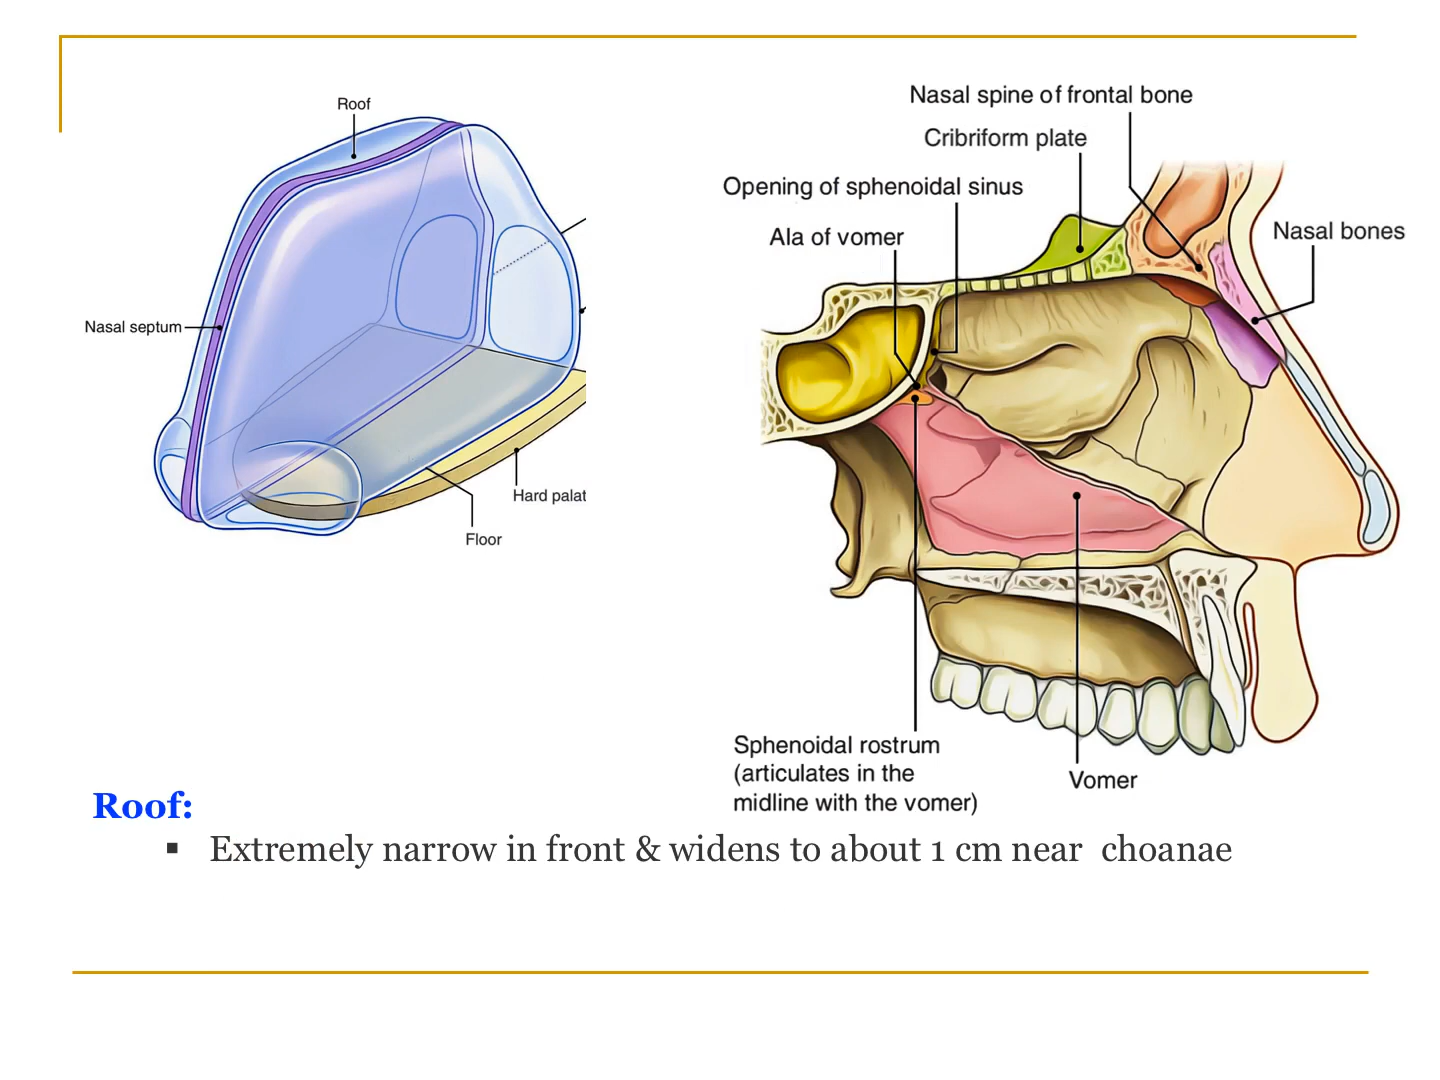 Roof
Nasal septum
Hard palat
Floor
Nasal spine of frontal bone
Cribriform plate
Opening of sphenoidal sinus
Ala of vomer
Nasal bones
Sphenoidal rostrum
(articulates in the
midline with the vomer)
Vomer
Roof:
▪ Extremely narrow in front & widens to about 1 cm near choanae